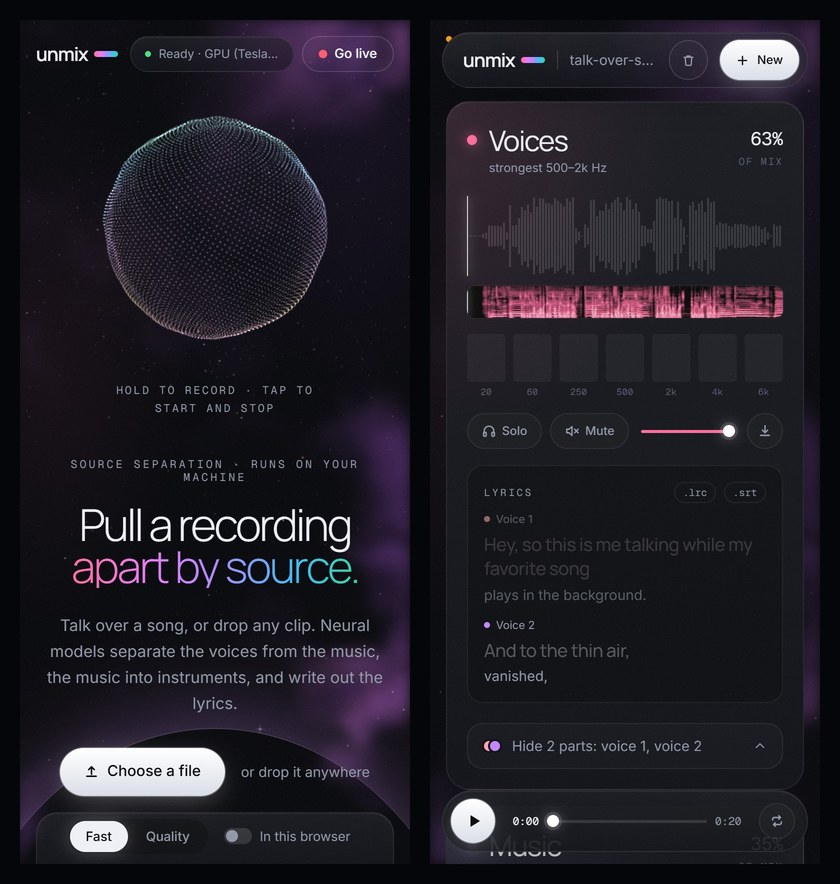 unmix
Ready · GPU (Tesla...
Go live
HOLD TO RECORD · TAP TO
START AND STOP
SOURCE SEPARATION · RUNS ON YOUR
MACHINE
Pull a recording
apart by source.
Talk over a song, or drop any clip. Neural
models separate the voices from the music,
the music into instruments, and write out the
lyrics.
Choose a file
or drop it anywhere
Fast
Quality
In this browser
unmix
talk-over-s...
New
Voices
63%
strongest 500–2k Hz
OF MIX
20
60
250
500
2k
4k
6k
Solo
Mute
LYRICS
.lrc
.srt
Voice 1
Hey, so this is me talking while my
favorite song
plays in the background.
Voice 2
And to the thin air,
vanished,
Hide 2 parts: voice 1, voice 2
0:00
0:20
Music
35%